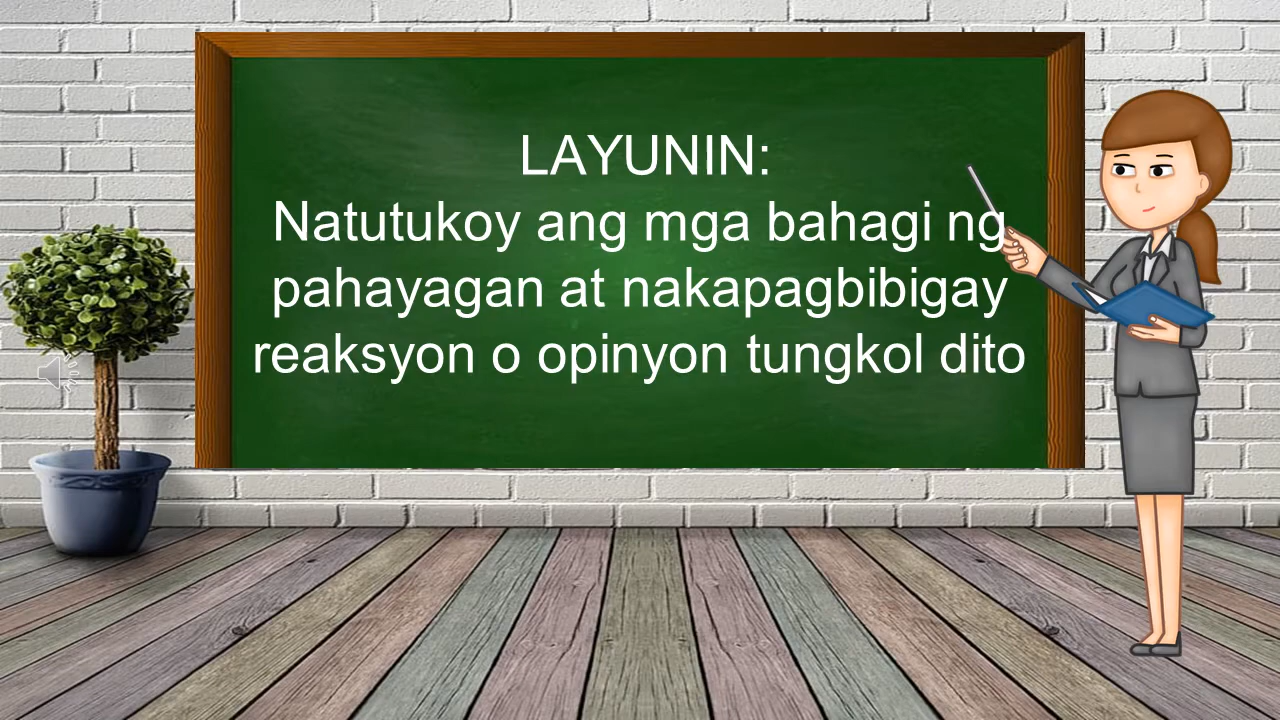 LAYUNIN:
Natutukoy ang mga bahagi ng
pahayagan at nakapagbibigay
reaksyon o opinyon tungkol dito